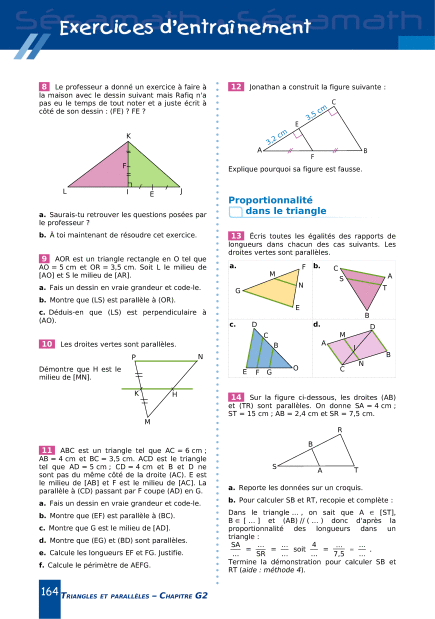 Sésamath - Sésamath
Exercices d'entraînement
8 Le professeur a donné un exercice à faire à
la maison avec le dessin suivant mais Rafiq n'a
pas eu le temps de tout noter et a juste écrit à
côté de son dessin : (FE) ? FE ?
K
F
L I E J
a. Saurais-tu retrouver les questions posées par
le professeur ?
b. À toi maintenant de résoudre cet exercice.
9 AOR est un triangle rectangle en O tel que
AO = 5 cm et OR = 3,5 cm. Soit L le milieu de
[AO] et S le milieu de [AR].
a. Fais un dessin en vraie grandeur et code-le.
b. Montre que (LS) est parallèle à (OR).
c. Déduis-en que (LS) est perpendiculaire à
(AO).
10 Les droites vertes sont parallèles.
Démontre que H est le
milieu de [MN].
P N
K H
M
11 ABC est un triangle tel que AC = 6 cm ;
AB = 4 cm et BC = 3,5 cm. ACD est le triangle
tel que AD = 5 cm ; CD = 4 cm et B et D ne
sont pas du même côté de la droite (AC). E est
le milieu de [AB] et F est le milieu de [AC]. La
parallèle à (CD) passant par F coupe (AD) en G.
a. Fais un dessin en vraie grandeur et code-le.
b. Montre que (EF) est parallèle à (BC).
c. Montre que G est le milieu de [AD].
d. Montre que (EG) et (BD) sont parallèles.
e. Calcule les longueurs EF et FG. Justifie.
f. Calcule le périmètre de AEFG.
12 Jonathan a construit la figure suivante :
C
3,5 cm
E
3,2 cm
A B
F
Explique pourquoi sa figure est fausse.
Proportionnalité
dans le triangle
13 Écris toutes les égalités des rapports de
longueurs dans chacun des cas suivants. Les
droites vertes sont parallèles.
a. F M N G E
b. C A S T B
c. D C B E F G O
d. D M A I B N C
14 Sur la figure ci-dessous, les droites (AB)
et (TR) sont parallèles. On donne SA = 4 cm ;
ST = 15 cm ; AB = 2,4 cm et SR = 7,5 cm.
R
B
S A T
a. Reporte les données sur un croquis.
b. Pour calculer SB et RT, recopie et complète :
Dans le triangle ... , on sait que A ∈ [ST],
B ∈ [ ... ] et (AB) // ( ... ) donc d'après la
proportionnalité des longueurs dans un
triangle :
SA/... = .../SR = .../... soit 4/... = .../7,5 – .../... .
Termine la démonstration pour calculer SB et
RT (aide : méthode 4).
164 TRIANGLES ET PARALLÈLES – CHAPITRE G2